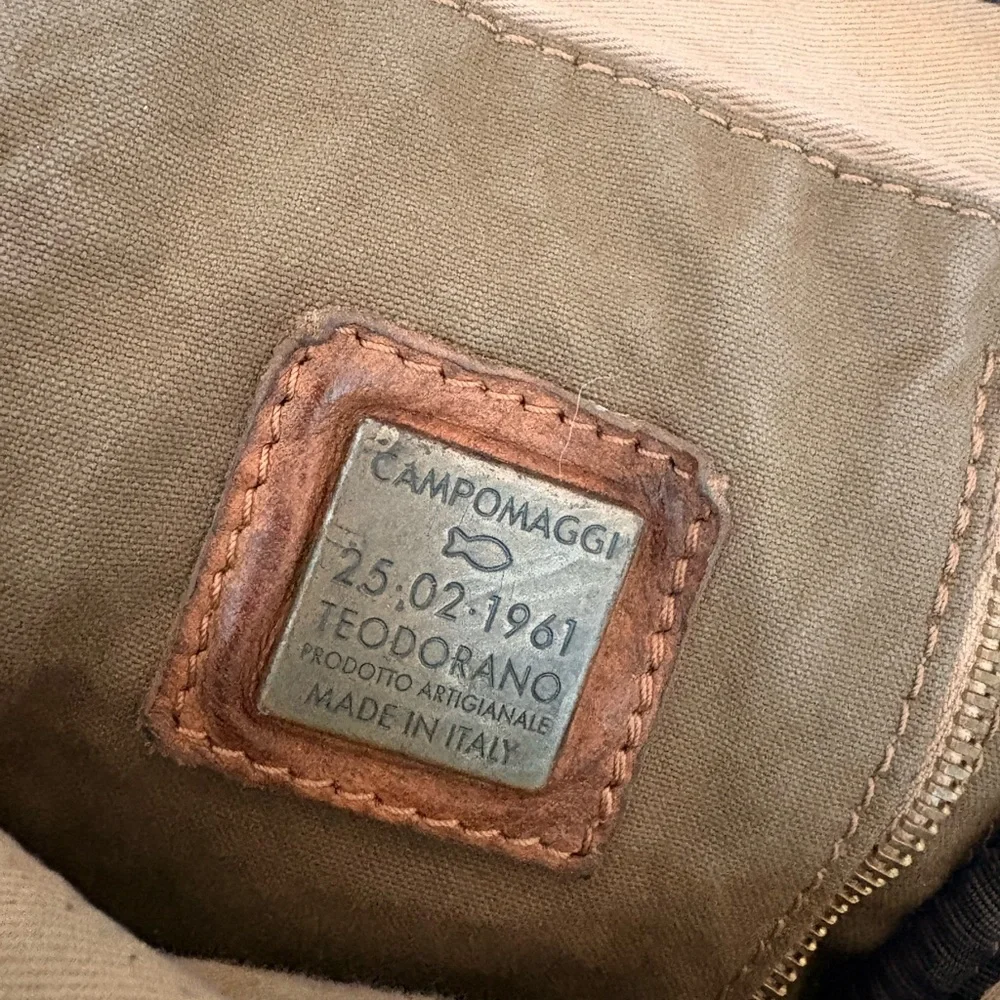 CAMPOMAGGI
25·02·1961
TEODORANO
PRODOTTO ARTIGIANALE
MADE IN ITALY